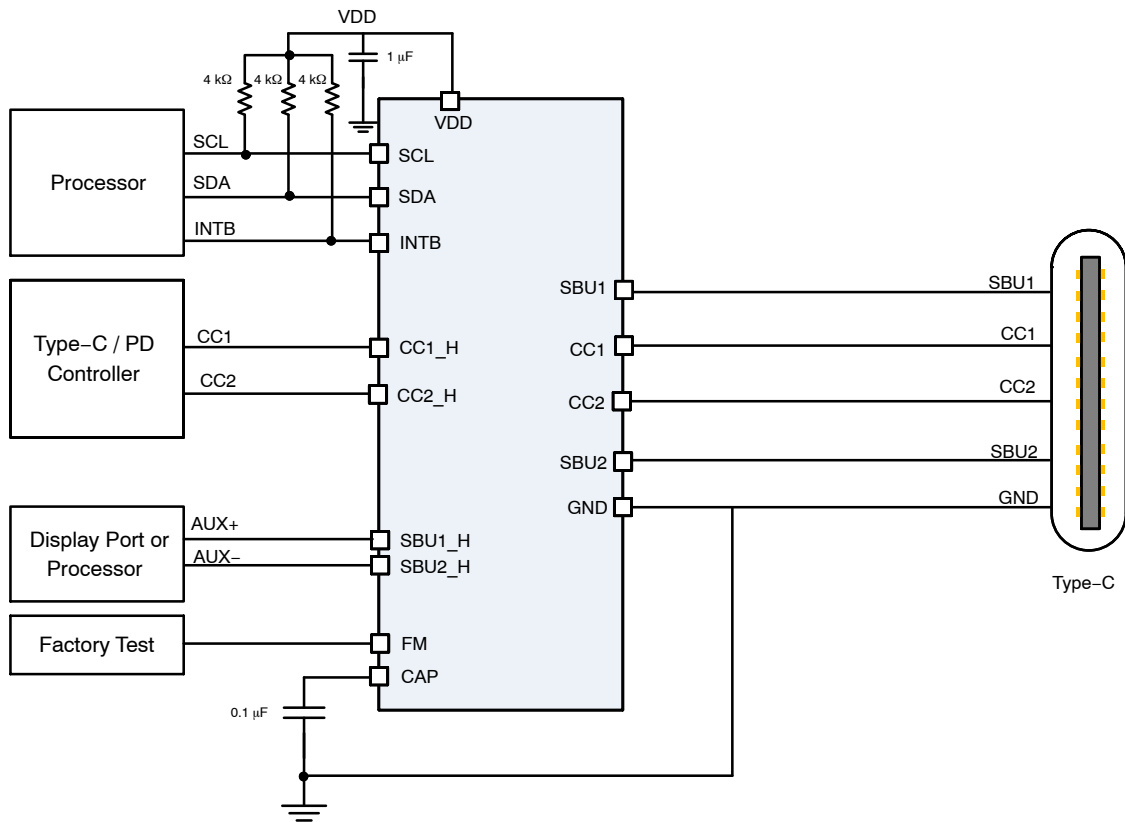 VDD
1 μF
4 kΩ 4 kΩ 4 kΩ
VDD
Processor
SCL
SDA
INTB
SCL
SDA
INTB
Type−C / PD
Controller
CC1
CC2
CC1_H
CC2_H
SBU1
CC1
CC2
SBU2
GND
SBU1
CC1
CC2
SBU2
GND
Type−C
Display Port or
Processor
AUX+
AUX−
SBU1_H
SBU2_H
Factory Test
FM
CAP
0.1 μF